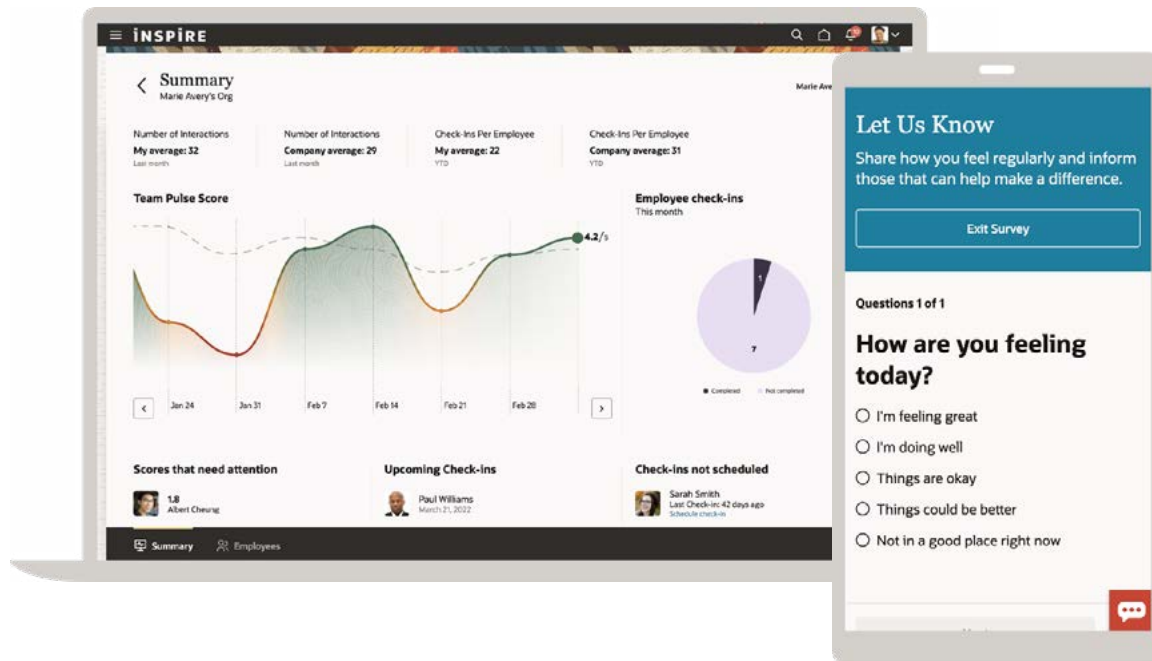 INSPIRE
Summary
Marie Avery's Org
Marie Ave
Number of Interactions
My average: 32
Last month
Number of Interactions
Company average: 29
Last month
Check-Ins Per Employee
My average: 22
YTD
Check-Ins Per Employee
Company average: 31
YTD
Team Pulse Score
4.2/5
Jan 24
Jan 31
Feb 7
Feb 14
Feb 21
Feb 28
Employee check-ins
This month
1
7
Completed
Not completed
Scores that need attention
1.8
Albert Cheung
Upcoming Check-ins
Paul Williams
March 21, 2022
Check-ins not scheduled
Sarah Smith
Last Check-in: 42 days ago
Schedule check-in
Summary
Employees
Let Us Know
Share how you feel regularly and inform
those that can help make a difference.
Exit Survey
Questions 1 of 1
How are you feeling
today?
I'm feeling great
I'm doing well
Things are okay
Things could be better
Not in a good place right now